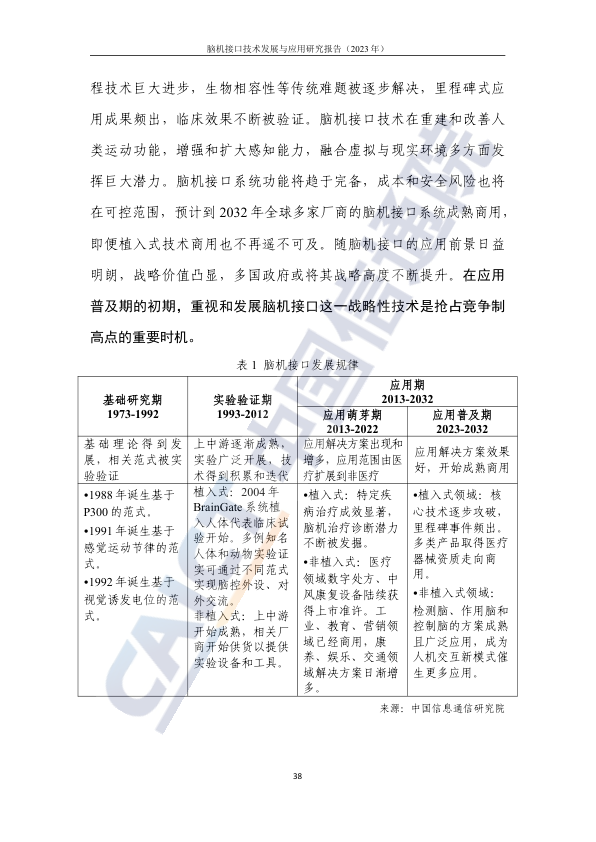 脑机接口技术发展与应用研究报告（2023 年）
程技术巨大进步，生物相容性等传统难题被逐步解决，里程碑式应
用成果频出，临床效果不断被验证。脑机接口技术在重建和改善人
类运动功能，增强和扩大感知能力，融合虚拟与现实环境多方面发
挥巨大潜力。脑机接口系统功能将趋于完备，成本和安全风险也将
在可控范围，预计到 2032 年全球多家厂商的脑机接口系统成熟商用，
即便植入式技术商用也不再遥不可及。随脑机接口的应用前景日益
明朗，战略价值凸显，多国政府或将其战略高度不断提升。在应用
普及期的初期，重视和发展脑机接口这一战略性技术是抢占竞争制
高点的重要时机。
表 1 脑机接口发展规律
基础研究期
1973-1992
实验验证期
1993-2012
应用期
2013-2032
应用萌芽期
2013-2022
应用普及期
2023-2032
基础理论得到发
展，相关范式被实
验验证
上中游逐渐成熟，
实验广泛开展，技
术得到积累和迭代
应用解决方案出现和
增多，应用范围由医
疗扩展到非医疗
应用解决方案效果
好，开始成熟商用
•1988 年诞生基于
P300 的范式。
•1991 年诞生基于
感觉运动节律的范
式。
•1992 年诞生基于
视觉诱发电位的范
式。
植入式：2004 年
BrainGate 系统植
入人体代表临床试
验开始。多例知名
人体和动物实验证
实可通过不同范式
实现脑控外设、对
外交流。
非植入式：上中游
开始成熟，相关厂
商开始供货以提供
实验设备和工具。
•植入式：特定疾
病治疗成效显著，
脑机治疗诊断潜力
不断被发掘。
•非植入式：医疗
领域数字处方、中
风康复设备陆续获
得上市准许。工
业、教育、营销领
域已经商用，康
养、娱乐、交通领
域解决方案日渐增
多。
•植入式领域：核
心技术逐步攻破，
里程碑事件频出。
多类产品取得医疗
器械资质走向商
用。
•非植入式领域：
检测脑、作用脑和
控制脑的方案成熟
且广泛应用，成为
人机交互新模式催
生更多应用。
来源：中国信息通信研究院
38
CAICT 中国信通院